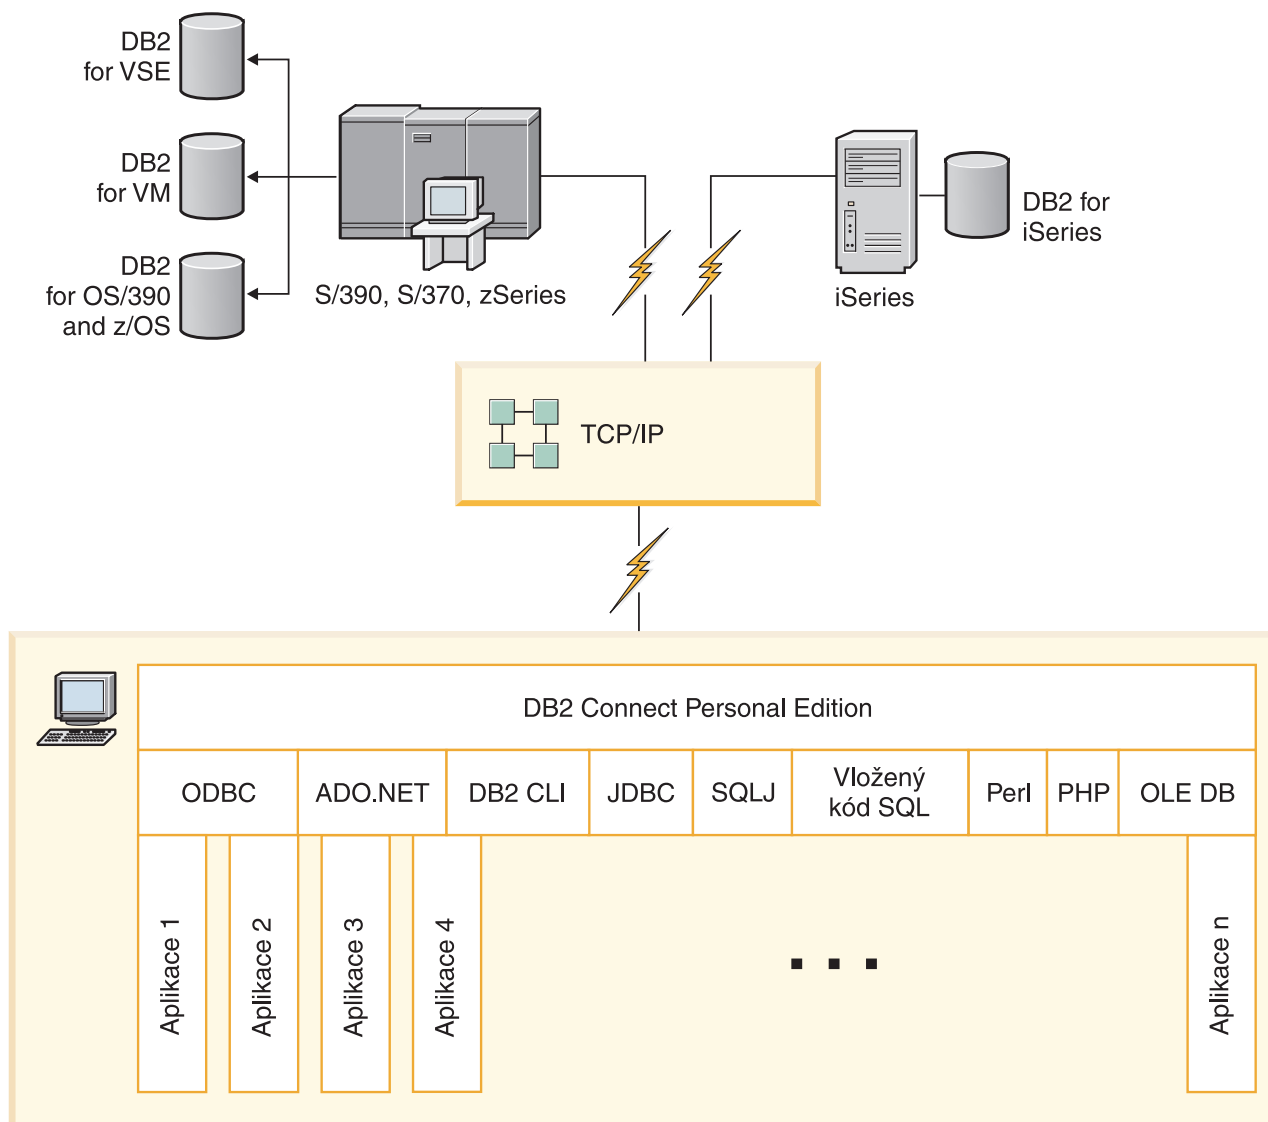 DB2
for VSE
DB2
for VM
DB2
for OS/390
and z/OS
S/390, S/370, zSeries
iSeries
DB2 for
iSeries
TCP/IP
DB2 Connect Personal Edition
ODBC
ADO.NET
DB2 CLI
JDBC
SQLJ
Vložený
kód SQL
Perl
PHP
OLE DB
Aplikace 1
Aplikace 2
Aplikace 3
Aplikace 4
Aplikace n